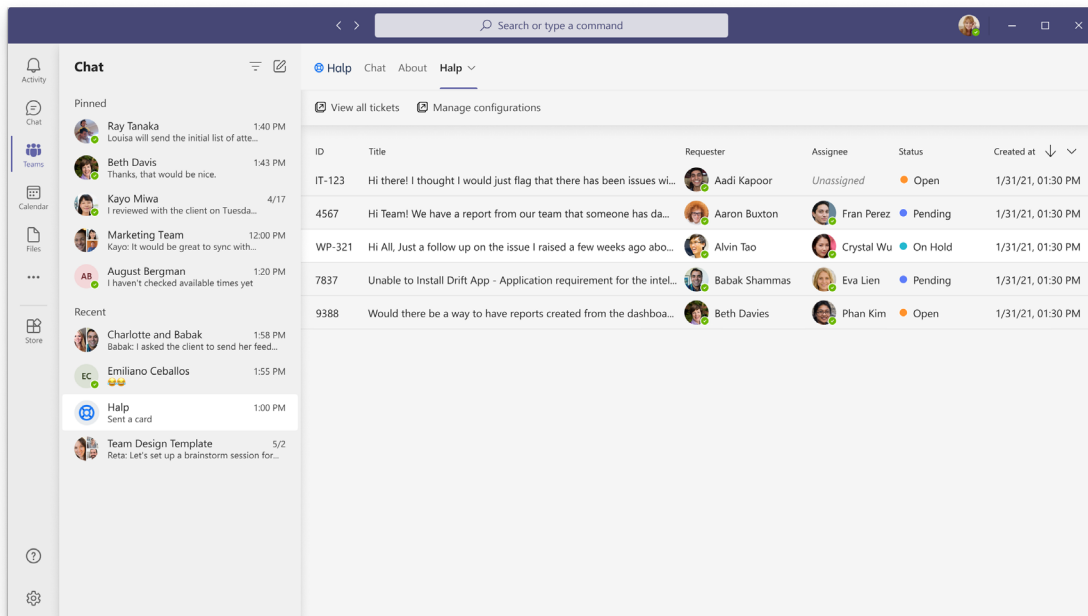 Search or type a command
Activity
Chat
Teams
Calendar
Files
Store
Chat
Pinned
Ray Tanaka 1:40 PM
Louisa will send the initial list of atte...
Beth Davis 1:43 PM
Thanks, that would be nice.
Kayo Miwa 4/17
I reviewed with the client on Tuesda...
Marketing Team 12:00 PM
Kayo: It would be great to sync with...
AB August Bergman 1:20 PM
I haven't checked available times yet
Recent
Charlotte and Babak 1:58 PM
Babak: I asked the client to send her feed...
EC Emiliano Ceballos 1:55 PM
😂😂
Halp 1:00 PM
Sent a card
Team Design Template 5/2
Reta: Let's set up a brainstorm session for...
Halp Chat About Halp
View all tickets Manage configurations
ID Title Requester Assignee Status Created at
IT-123 Hi there! I thought I would just flag that there has been issues wi... Aadi Kapoor Unassigned Open 1/31/21, 01:30 PM
4567 Hi Team! We have a report from our team that someone has da... Aaron Buxton Fran Perez Pending 1/31/21, 01:30 PM
WP-321 Hi All, Just a follow up on the issue I raised a few weeks ago abo... Alvin Tao Crystal Wu On Hold 1/31/21, 01:30 PM
7837 Unable to Install Drift App - Application requirement for the intel... Babak Shammas Eva Lien Pending 1/31/21, 01:30 PM
9388 Would there be a way to have reports created from the dashboa... Beth Davies Phan Kim Open 1/31/21, 01:30 PM